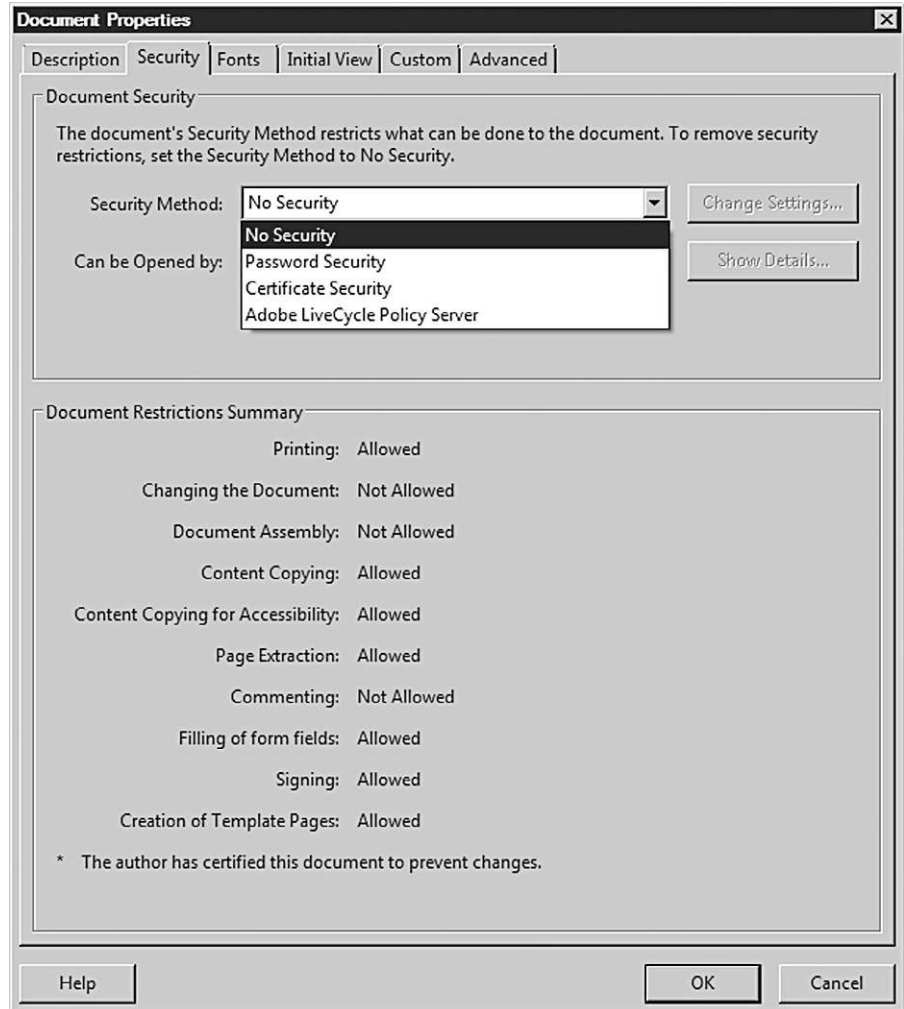 Document Properties
Description Security Fonts Initial View Custom Advanced
Document Security
The document's Security Method restricts what can be done to the document. To remove security
restrictions, set the Security Method to No Security.
Security Method: No Security Change Settings...
No Security
Can be Opened by: Password Security Show Details...
Certificate Security
Adobe LiveCycle Policy Server
Document Restrictions Summary
Printing: Allowed
Changing the Document: Not Allowed
Document Assembly: Not Allowed
Content Copying: Allowed
Content Copying for Accessibility: Allowed
Page Extraction: Allowed
Commenting: Not Allowed
Filling of form fields: Allowed
Signing: Allowed
Creation of Template Pages: Allowed
* The author has certified this document to prevent changes.
Help OK Cancel